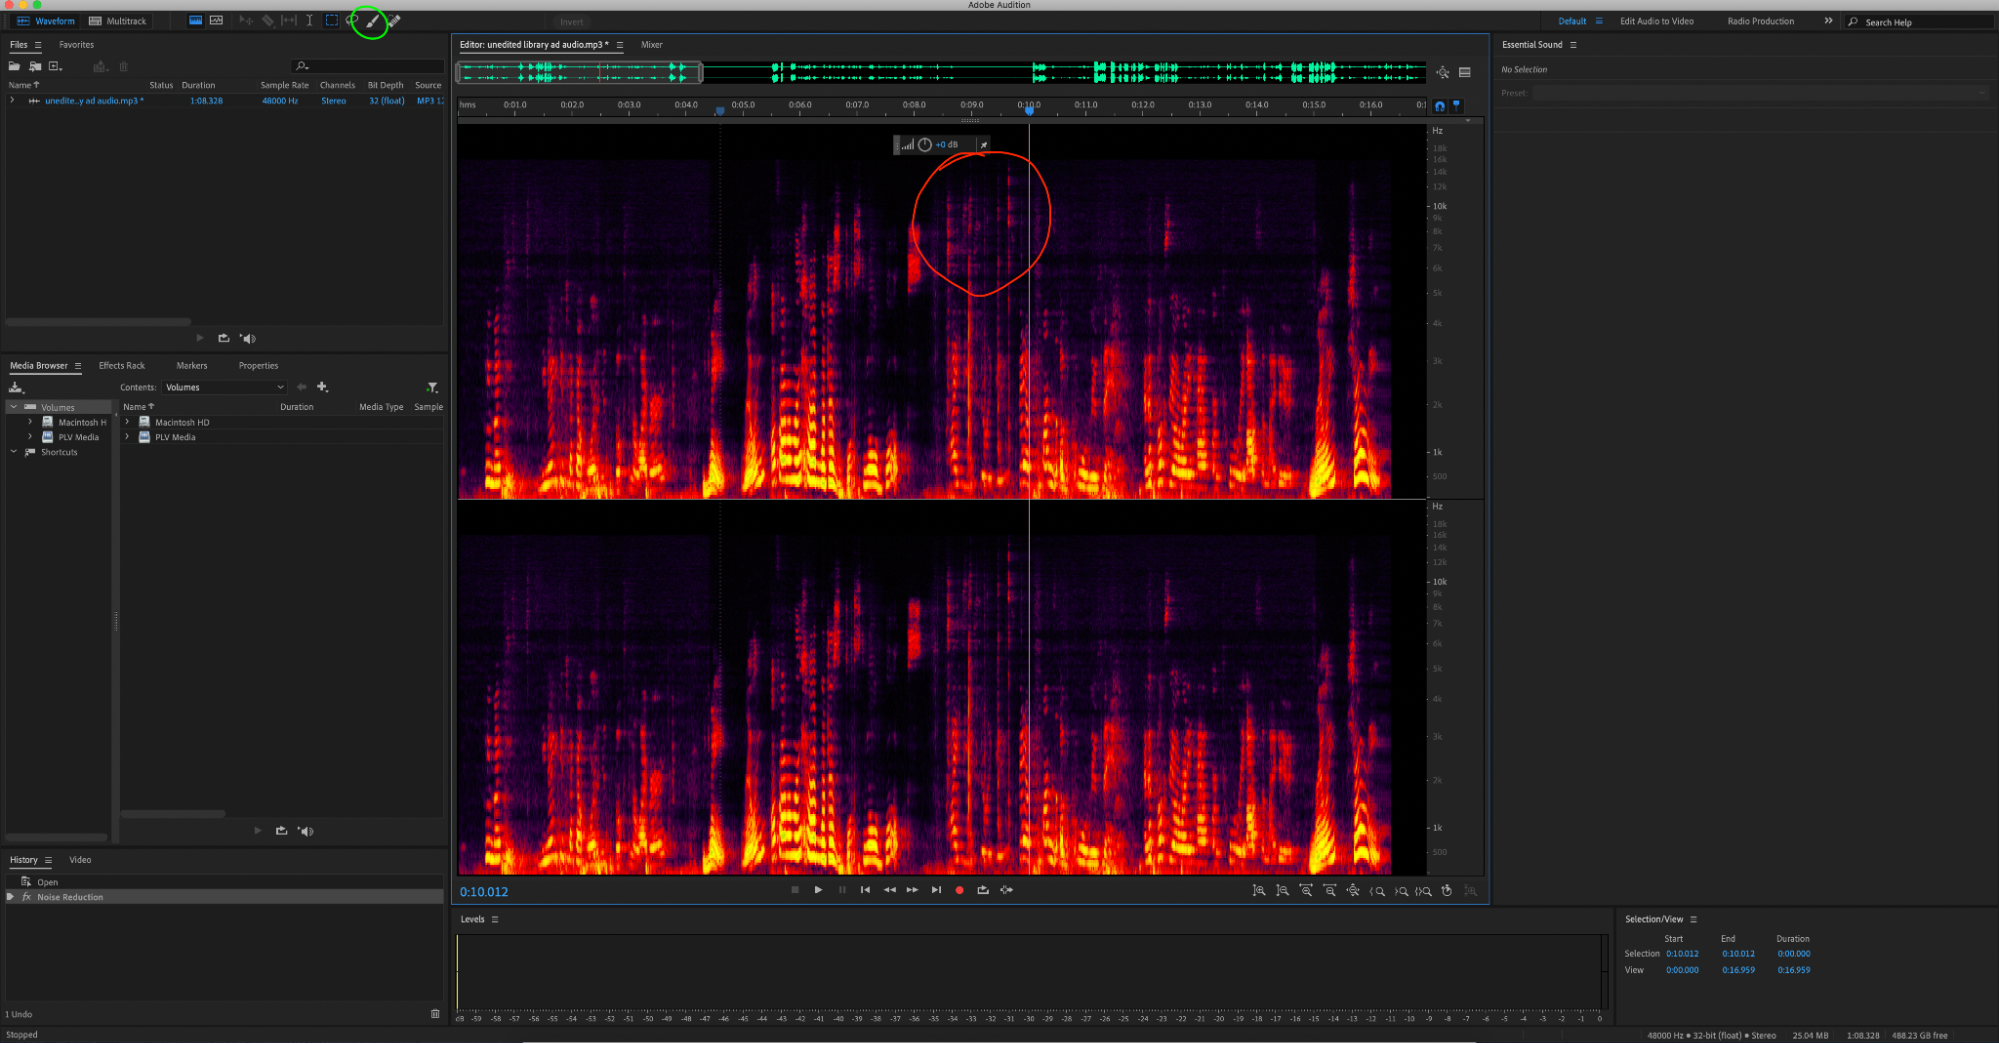 Adobe Audition
Waveform Multitrack Invert Default Edit Audio to Video Radio Production Search Help
Files Favorites
Name Status Duration Sample Rate Channels Bit Depth Source
unedite..y ad audio.mp3 * 1:08.328 48000 Hz Stereo 32 (float) MP3 12
Media Browser Effects Rack Markers Properties
Contents: Volumes
Volumes
Macintosh H
PLV Media
Shortcuts
Name Duration Media Type Sample
Macintosh HD
PLV Media
History Video
Open
fx Noise Reduction
1 Undo
Stopped
Editor: unedited library ad audio.mp3 * Mixer
hms 0:01.0 0:02.0 0:03.0 0:04.0 0:05.0 0:06.0 0:07.0 0:08.0 0:09.0 0:10.0 0:11.0 0:12.0 0:13.0 0:14.0 0:15.0 0:16.0 0:1
+0 dB
Hz
18k
16k
14k
12k
10k
9k
8k
7k
6k
5k
4k
3k
2k
1k
500
Hz
18k
16k
14k
12k
10k
9k
8k
7k
6k
5k
4k
3k
2k
1k
500
0:10.012
Levels
dB -59 -58 -57 -56 -55 -54 -53 -52 -51 -50 -49 -48 -47 -46 -45 -44 -43 -42 -41 -40 -39 -38 -37 -36 -35 -34 -33 -32 -31 -30 -29 -28 -27 -26 -25 -24 -23 -22 -21 -20 -19 -18 -17 -16 -15 -14 -13 -12 -11 -10 -9 -8 -7 -6 -5 -4 -3 -2 -1 0
Essential Sound
No Selection
Preset:
Selection/View
Start End Duration
Selection 0:10.012 0:10.012 0:00.000
View 0:00.000 0:16.959 0:16.959
48000 Hz • 32-bit (float) • Stereo 25.04 MB 1:08.328 488.23 GB free